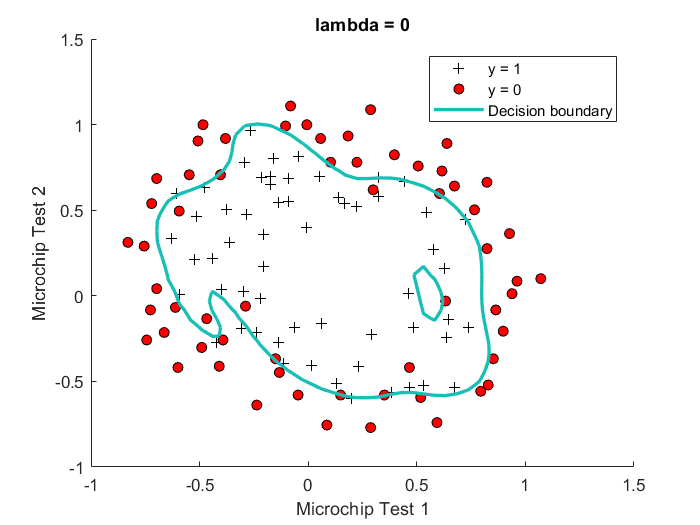 lambda = 0
1.5
y = 1
y = 0
Decision boundary
1
0.5
Microchip Test 2
0
-0.5
-1
-1
-0.5
0
0.5
1
1.5
Microchip Test 1